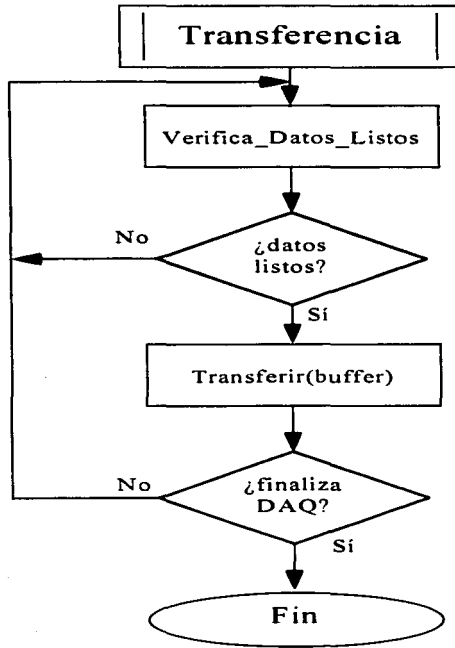 Transferencia
Verifica_Datos_Listos
No
¿datos
listos?
Sí
Transferir(buffer)
No
¿finaliza
DAQ?
Sí
Fin